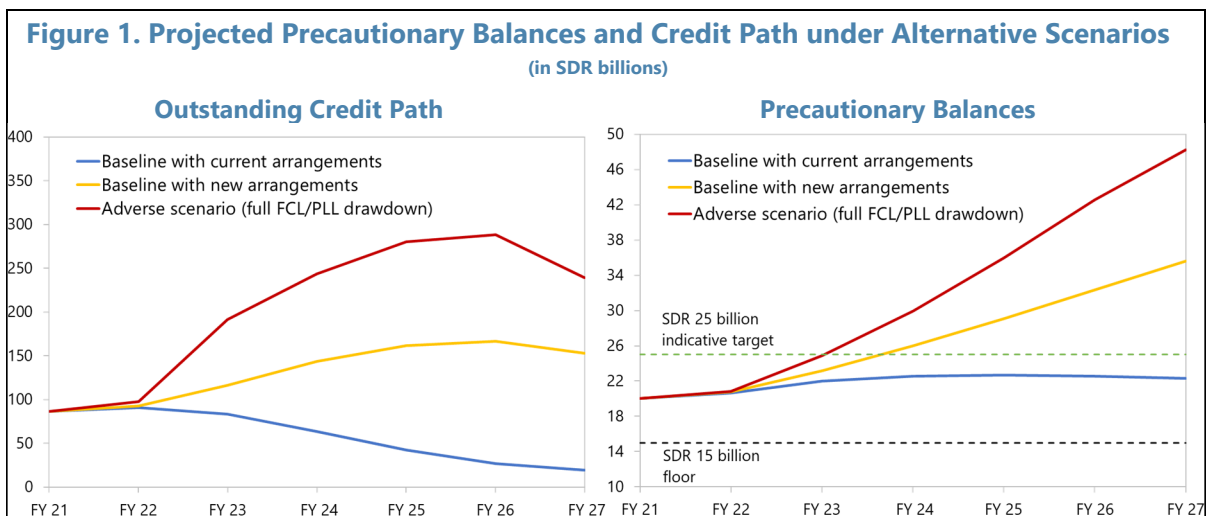 Figure 1. Projected Precautionary Balances and Credit Path under Alternative Scenarios
(in SDR billions)
Outstanding Credit Path
400
350
300
250
200
150
100
50
0
Baseline with current arrangements
Baseline with new arrangements
Adverse scenario (full FCL/PLL drawdown)
FY 21 FY 22 FY 23 FY 24 FY 25 FY 26 FY 27
Precautionary Balances
50
46
42
38
34
30
26
22
18
14
10
Baseline with current arrangements
Baseline with new arrangements
Adverse scenario (full FCL/PLL drawdown)
SDR 25 billion
indicative target
SDR 15 billion
floor
FY 21 FY 22 FY 23 FY 24 FY 25 FY 26 FY 27